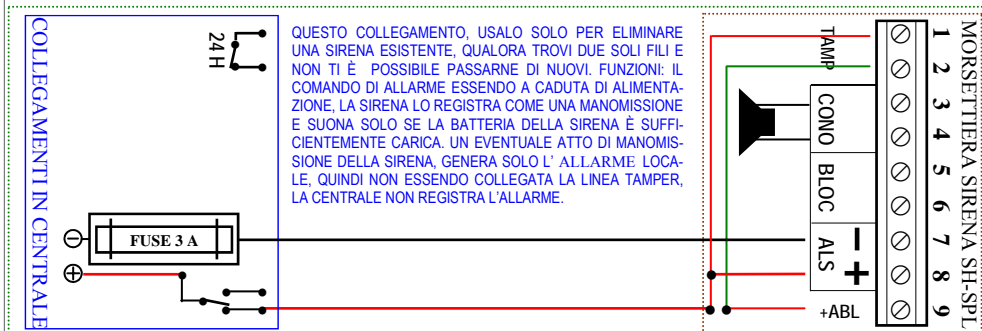 COLLEGAMENTI IN CENTRALE
24 H
QUESTO COLLEGAMENTO, USALO SOLO PER ELIMINARE
UNA SIRENA ESISTENTE, QUALORA TROVI DUE SOLI FILI E
NON TI È POSSIBILE PASSARNE DI NUOVI. FUNZIONI: IL
COMANDO DI ALLARME ESSENDO A CADUTA DI ALIMENTA-
ZIONE, LA SIRENA LO REGISTRA COME UNA MANOMISSIONE
E SUONA SOLO SE LA BATTERIA DELLA SIRENA È SUFFI-
CIENTEMENTE CARICA. UN EVENTUALE ATTO DI MANOMIS-
SIONE DELLA SIRENA, GENERA SOLO L' ALLARME LOCA-
LE, QUINDI NON ESSENDO COLLEGATA LA LINEA TAMPER,
LA CENTRALE NON REGISTRA L'ALLARME.
FUSE 3 A
−
+
TAMP
CONO
BLOC
ALS
−
+
+ABL
1
2
3
4
5
6
7
8
9
MORSETTIERA SIRENA SH-SPL